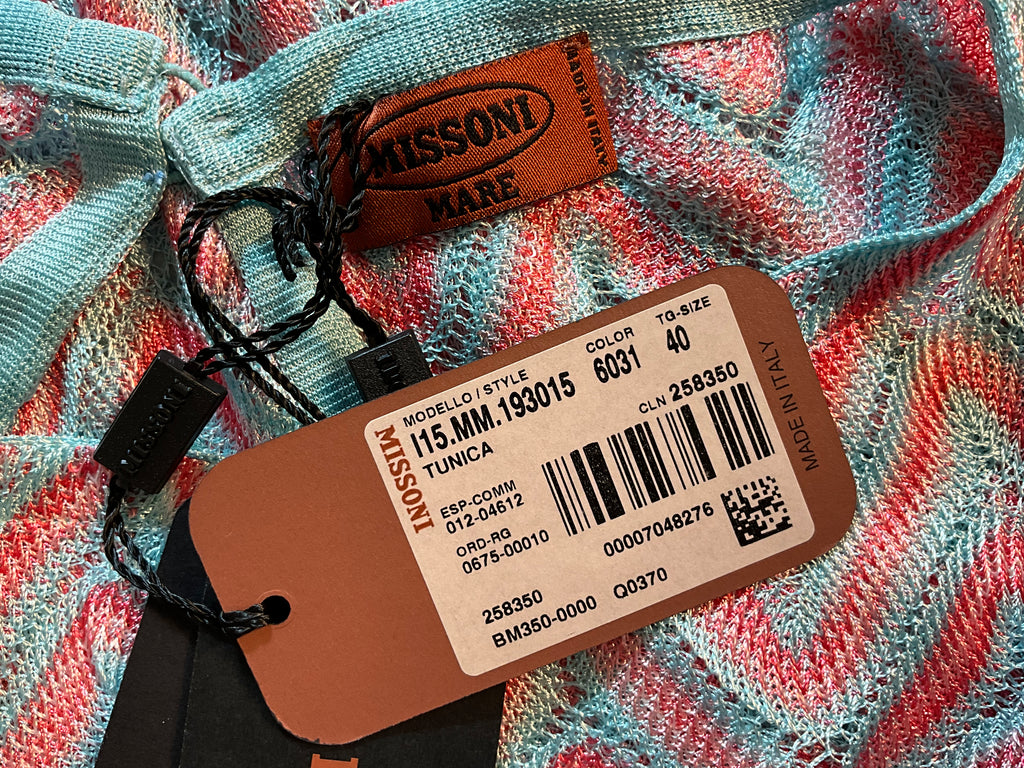 MISSONI
MARE
MADE IN ITALY
MISSONI
MISSONI
MODELLO / STYLE
I15.MM.193015
COLOR
6031
TG-SIZE
40
TUNICA
CLN 258350
ESP-COMM
012-04612
ORD-RG
0675-00010
00007048276
258350
BM350-0000 Q0370
MADE IN ITALY